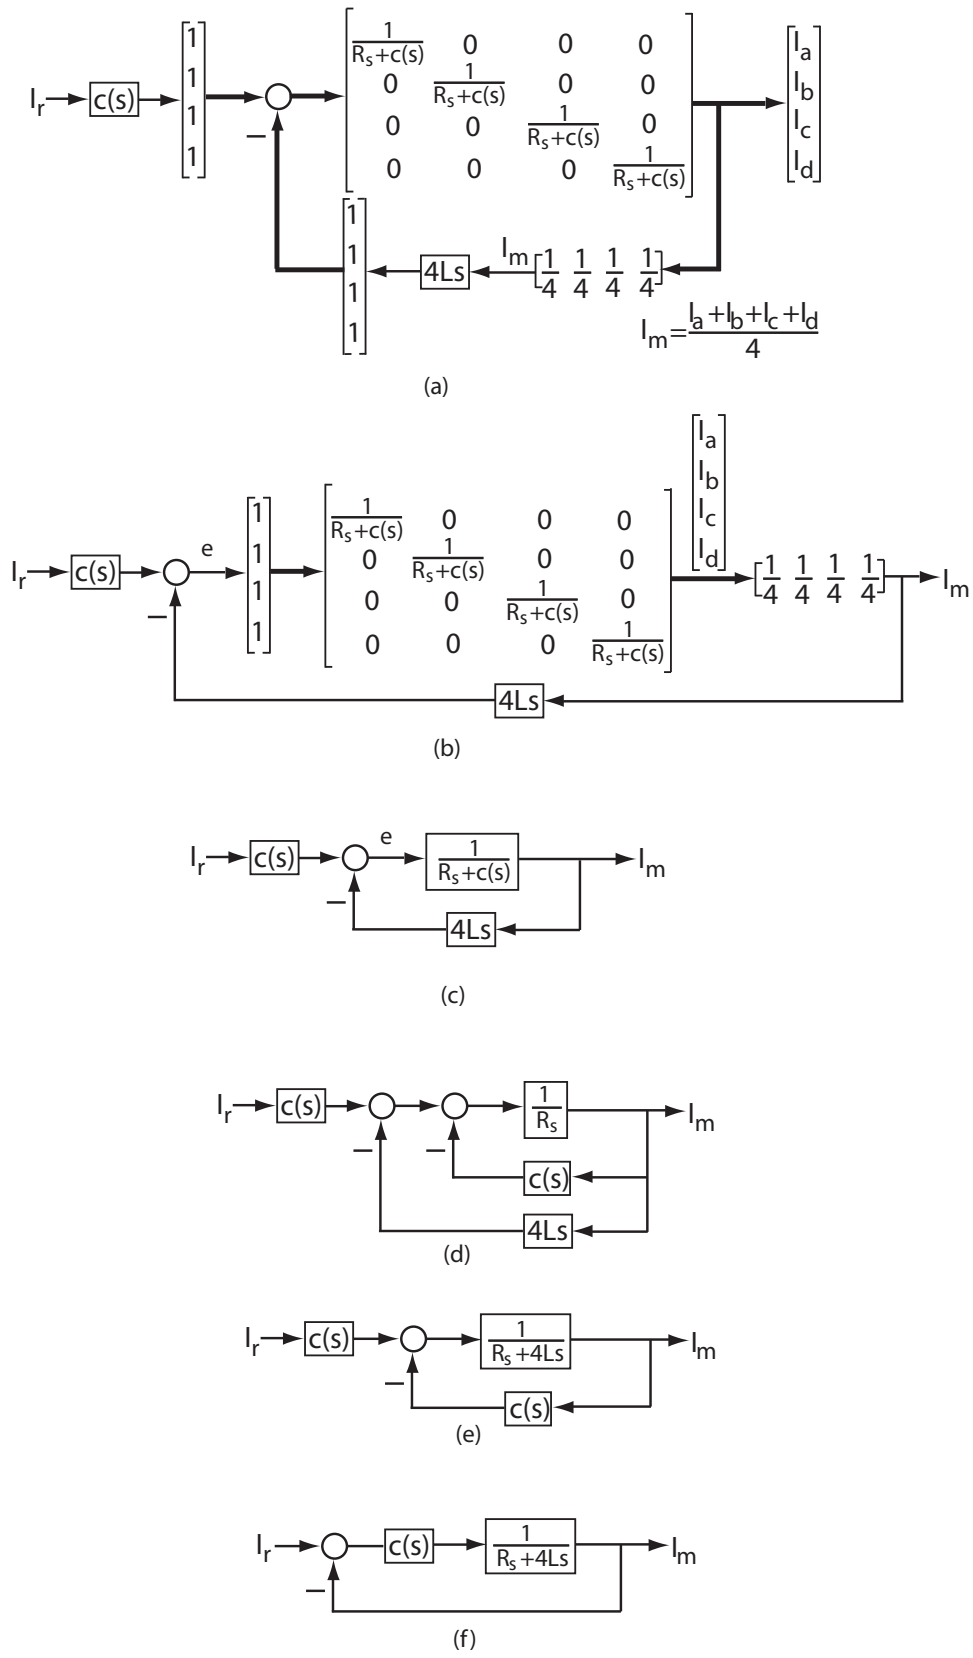 I_r c(s) [1 1 1 1] − [1/(R_s+c(s)) 0 0 0 [I_a
0 1/(R_s+c(s)) 0 0 I_b
0 0 1/(R_s+c(s)) 0 I_c
0 0 0 1/(R_s+c(s))] I_d]
[1 1 1 1] 4Ls I_m [1/4 1/4 1/4 1/4]
I_m=(I_a+I_b+I_c+I_d)/4
(a)
[I_a
I_b
I_c
I_d]
I_r c(s) − e [1 1 1 1] [1/(R_s+c(s)) 0 0 0
0 1/(R_s+c(s)) 0 0
0 0 1/(R_s+c(s)) 0
0 0 0 1/(R_s+c(s))] [1/4 1/4 1/4 1/4] I_m
4Ls
(b)
I_r c(s) e 1/(R_s+c(s)) I_m
− 4Ls
(c)
I_r c(s) 1/R_s I_m
− − c(s)
4Ls
(d)
I_r c(s) 1/(R_s+4Ls) I_m
− c(s)
(e)
I_r c(s) 1/(R_s+4Ls) I_m
−
(f)